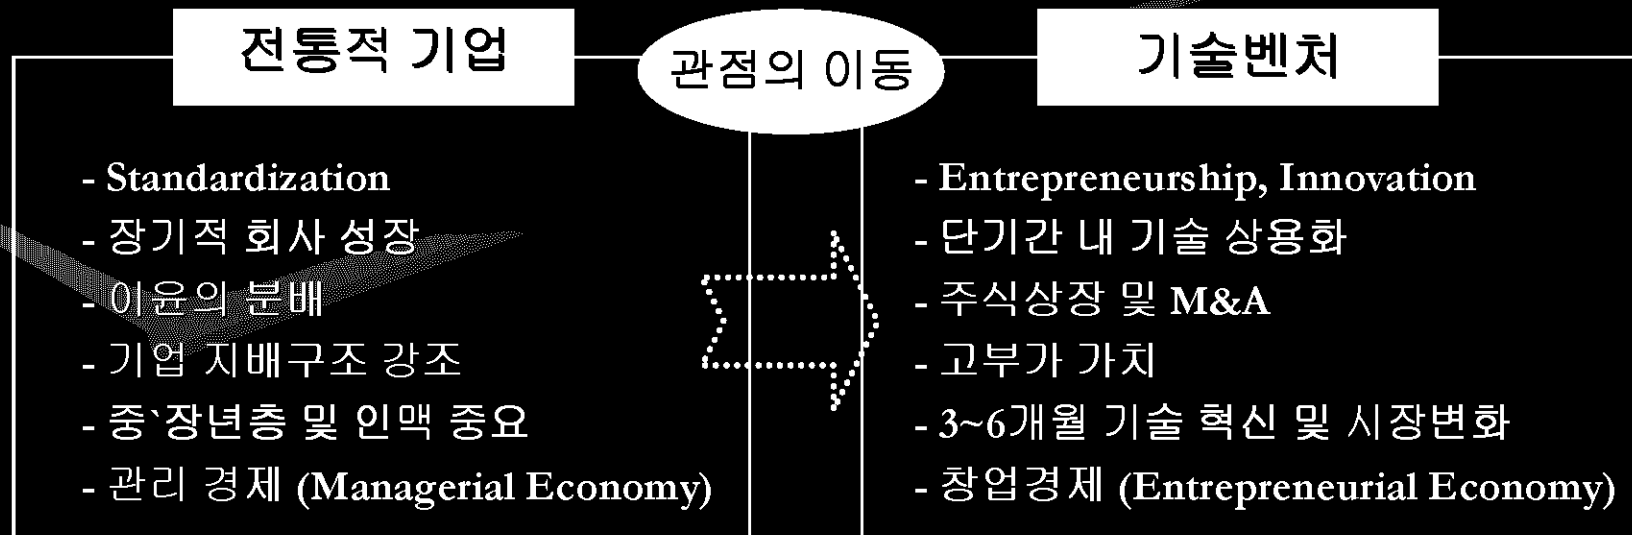 전통적 기업
관점의 이동
기술벤처
- Standardization
- 장기적 회사 성장
- 이윤의 분배
- 기업 지배구조 강조
- 중`장년층 및 인맥 중요
- 관리 경제 (Managerial Economy)
- Entrepreneurship, Innovation
- 단기간 내 기술 상용화
- 주식상장 및 M&A
- 고부가 가치
- 3~6개월 기술 혁신 및 시장변화
- 창업경제 (Entrepreneurial Economy)